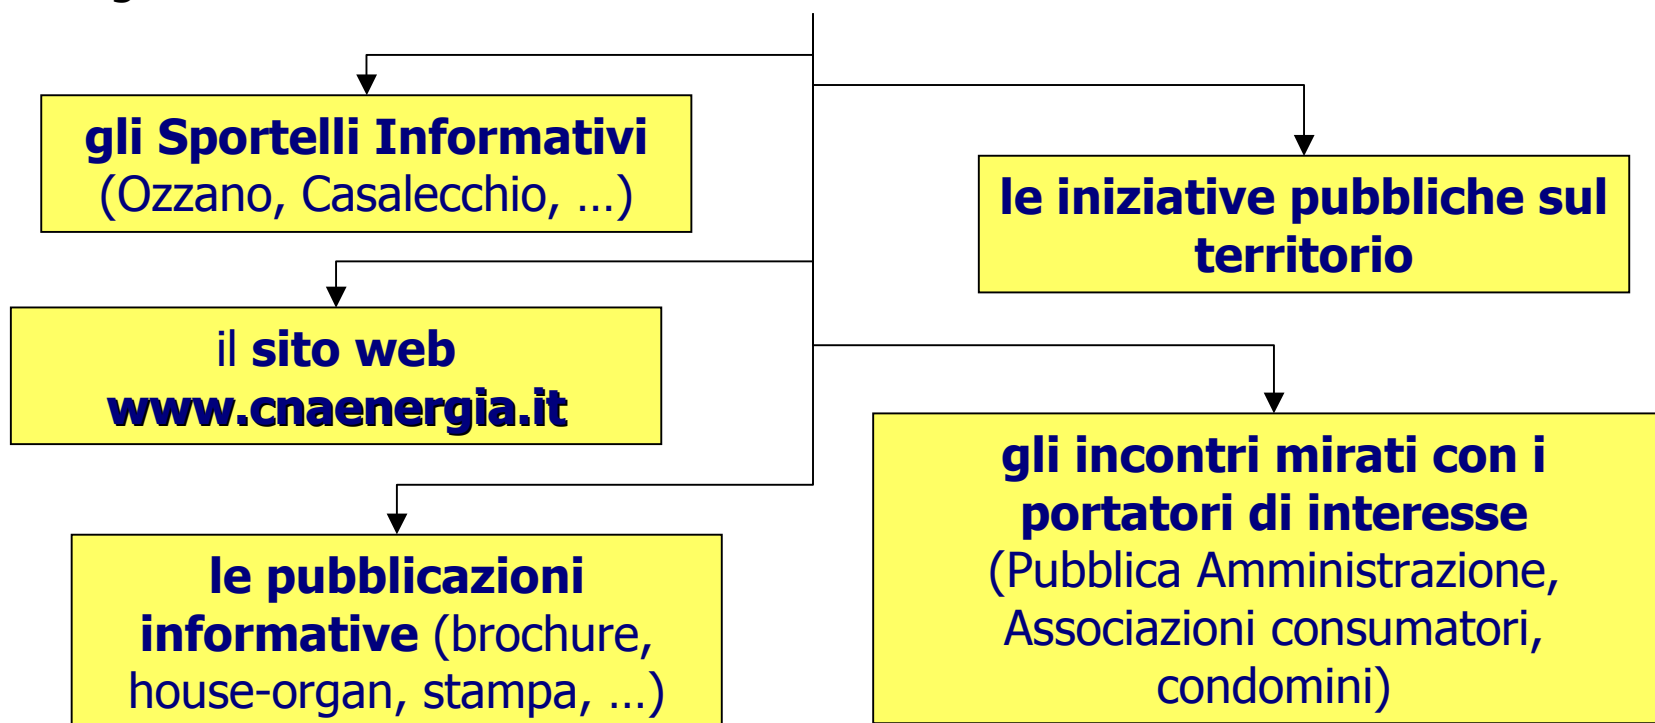 gli Sportelli Informativi
(Ozzano, Casalecchio, ...)
le iniziative pubbliche sul
territorio
il sito web
www.cnaenergia.it
gli incontri mirati con i
portatori di interesse
(Pubblica Amministrazione,
Associazioni consumatori,
condomini)
le pubblicazioni
informative (brochure,
house-organ, stampa, ...)